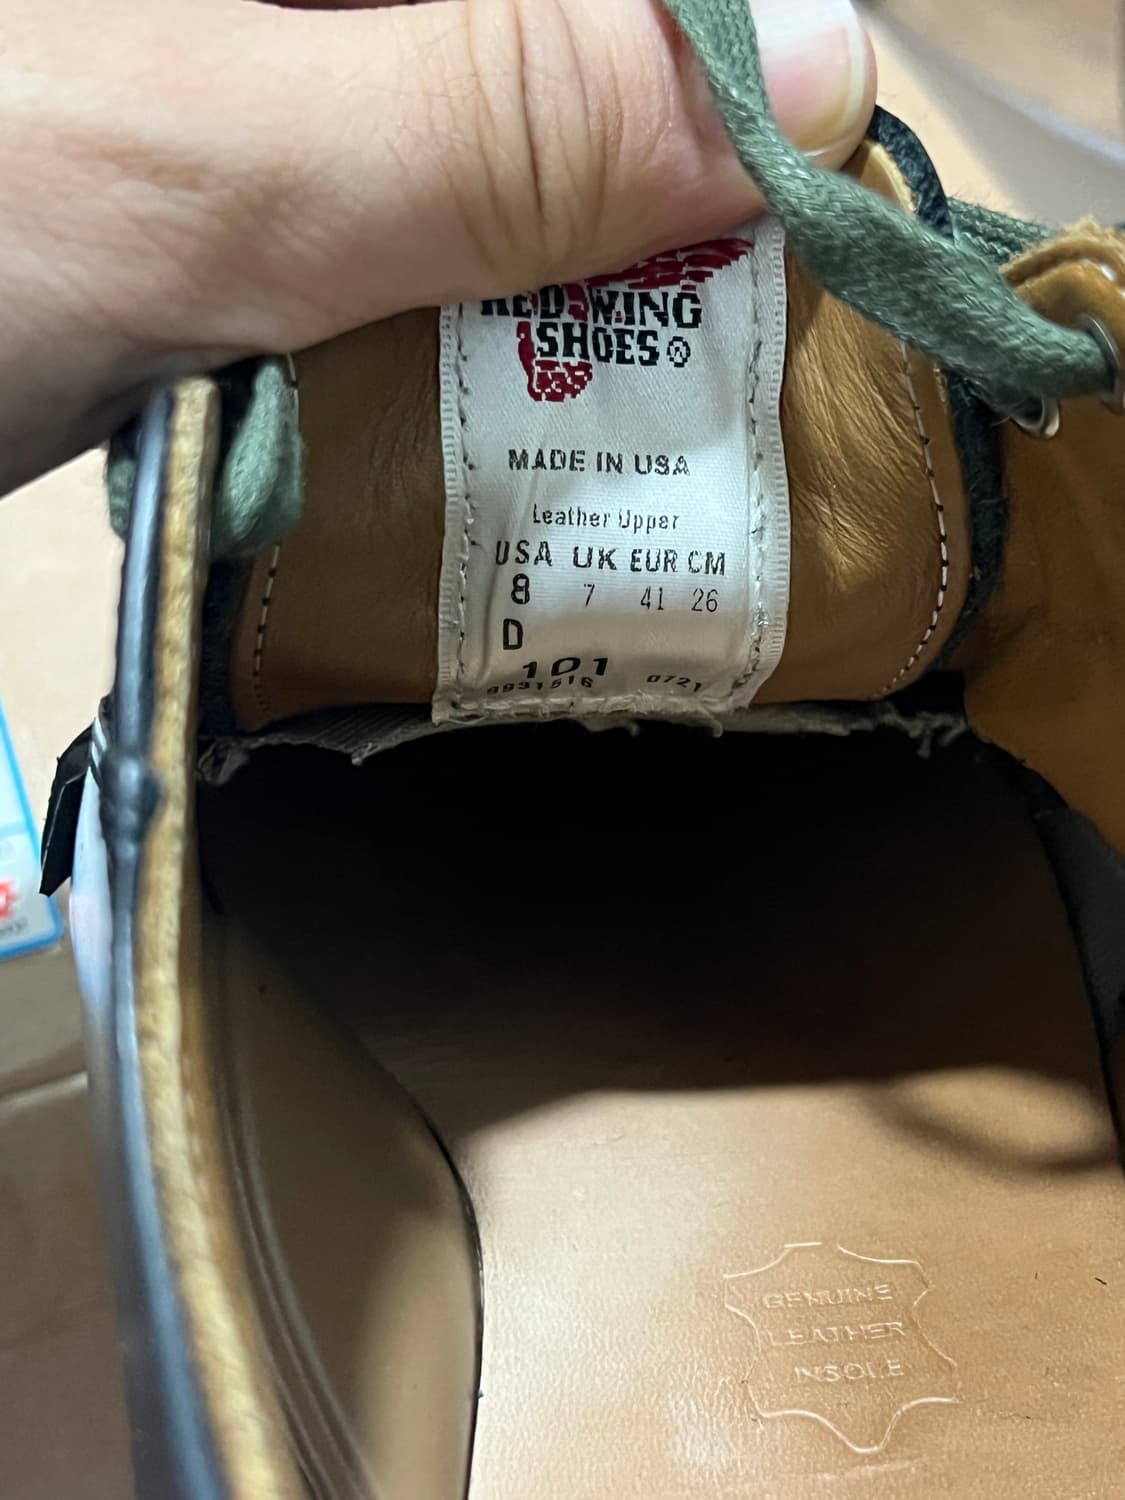 RED WING
SHOES®
MADE IN USA
Leather Upper
USA UK EUR CM
8 7 41 26
D
101
0931516 0721
GENUINE
LEATHER
INSOLE